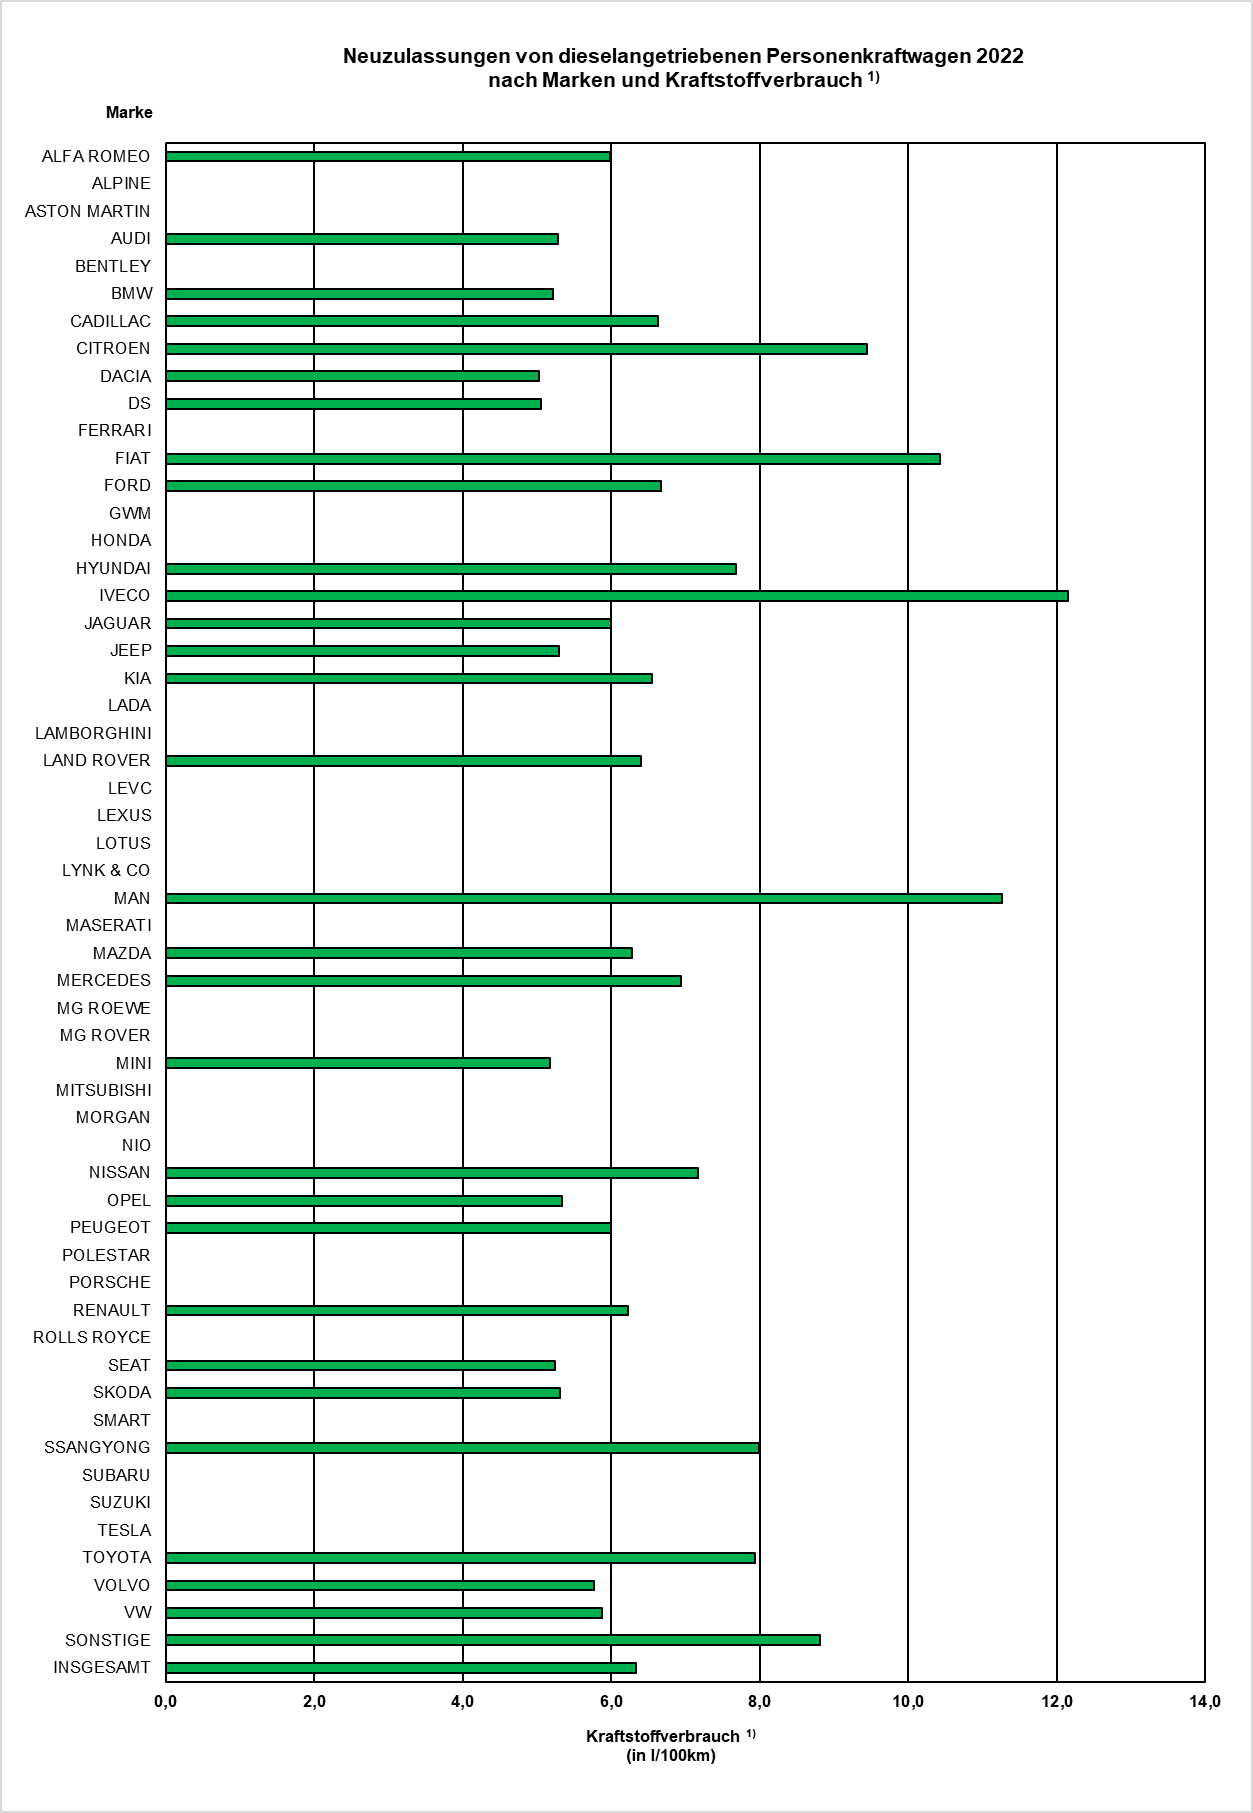 Neuzulassungen von dieselangetriebenen Personenkraftwagen 2022
nach Marken und Kraftstoffverbrauch 1)
Marke
ALFA ROMEO
ALPINE
ASTON MARTIN
AUDI
BENTLEY
BMW
CADILLAC
CITROEN
DACIA
DS
FERRARI
FIAT
FORD
GWM
HONDA
HYUNDAI
IVECO
JAGUAR
JEEP
KIA
LADA
LAMBORGHINI
LAND ROVER
LEVC
LEXUS
LOTUS
LYNK & CO
MAN
MASERATI
MAZDA
MERCEDES
MG ROEWE
MG ROVER
MINI
MITSUBISHI
MORGAN
NIO
NISSAN
OPEL
PEUGEOT
POLESTAR
PORSCHE
RENAULT
ROLLS ROYCE
SEAT
SKODA
SMART
SSANGYONG
SUBARU
SUZUKI
TESLA
TOYOTA
VOLVO
VW
SONSTIGE
INSGESAMT
0,0 2,0 4,0 6,0 8,0 10,0 12,0 14,0
Kraftstoffverbrauch 1)
(in l/100km)